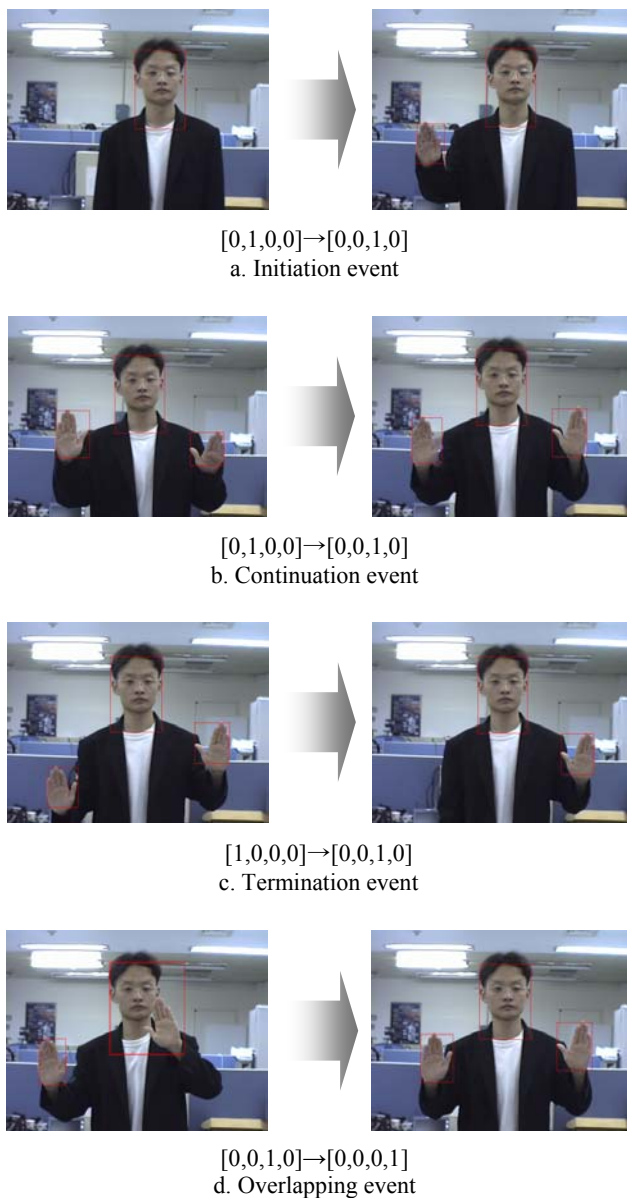 [0,1,0,0]→[0,0,1,0]
a. Initiation event
[0,1,0,0]→[0,0,1,0]
b. Continuation event
[1,0,0,0]→[0,0,1,0]
c. Termination event
[0,0,1,0]→[0,0,0,1]
d. Overlapping event